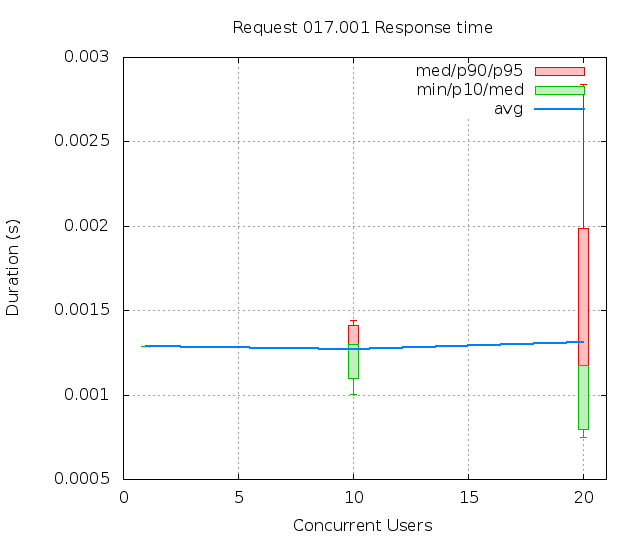 Request 017.001 Response time
med/p90/p95
min/p10/med
avg
0.003
0.0025
0.002
0.0015
0.001
0.0005
Duration (s)
0 5 10 15 20
Concurrent Users